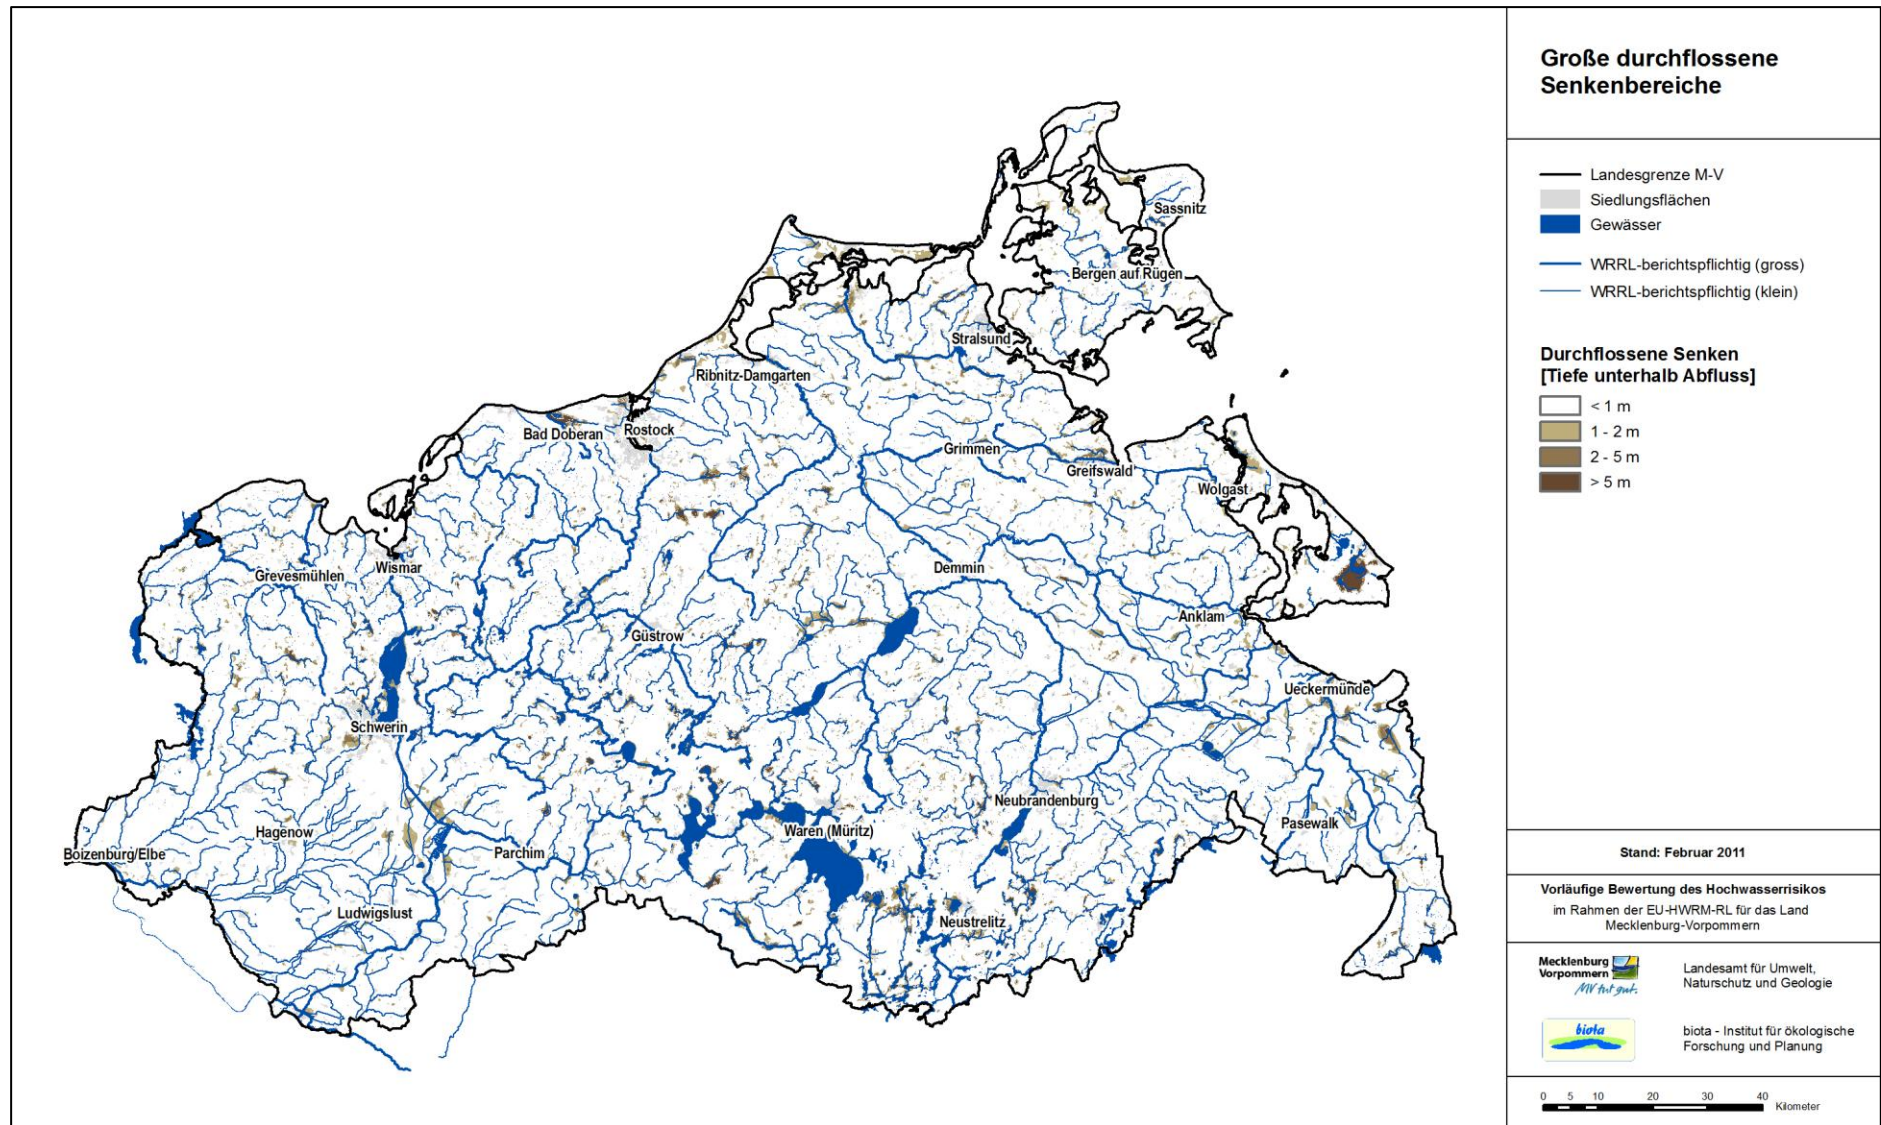 Große durchflossene
Senkenbereiche
Landesgrenze M-V
Siedlungsflächen
Gewässer
WRRL-berichtspflichtig (gross)
WRRL-berichtspflichtig (klein)
Durchflossene Senken
[Tiefe unterhalb Abfluss]
< 1 m
1 - 2 m
2 - 5 m
> 5 m
Sassnitz
Bergen auf Rügen
Stralsund
Ribnitz-Damgarten
Rostock
Bad Doberan
Grimmen
Greifswald
Wolgast
Wismar
Grevesmühlen
Demmin
Anklam
Güstrow
Ueckermünde
Schwerin
Neubrandenburg
Pasewalk
Waren (Müritz)
Hagenow
Boizenburg/Elbe
Parchim
Ludwigslust
Neustrelitz
Stand: Februar 2011
Vorläufige Bewertung des Hochwasserrisikos
im Rahmen der EU-HWRM-RL für das Land
Mecklenburg-Vorpommern
Mecklenburg
Vorpommern
MV tut gut.
Landesamt für Umwelt,
Naturschutz und Geologie
biota
biota - Institut für ökologische
Forschung und Planung
0 5 10 20 30 40
Kilometer